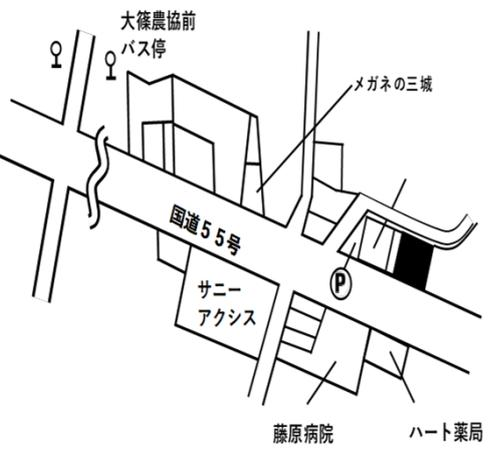 大篠農協前
バス停
メガネの三城
国道５５号
サニー
アクシス
P
藤原病院
ハート薬局